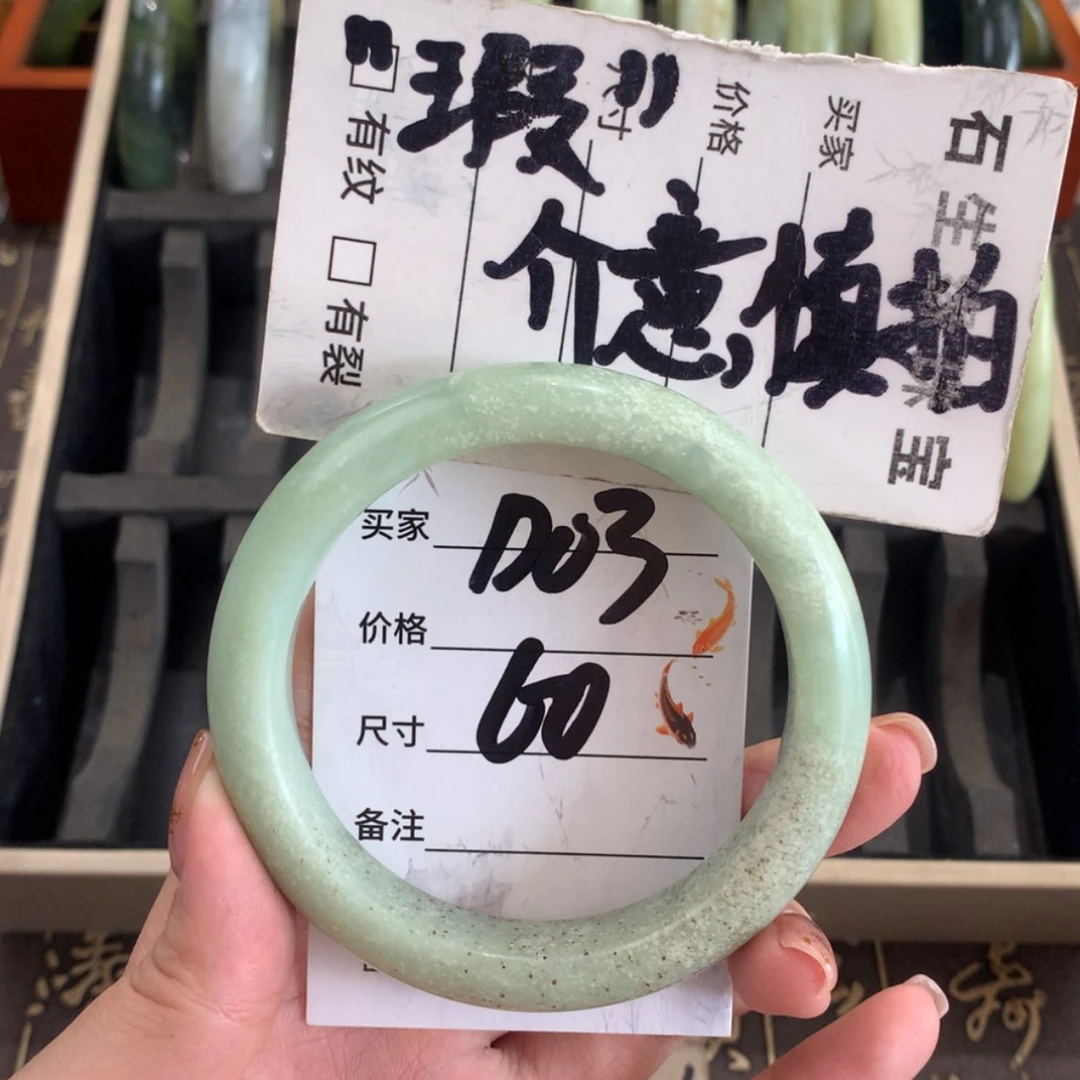 “瑕”
介意慎拍
石生 宝
买家
价格
寸
有纹 有裂
买家 D03
价格
尺寸 60
备注